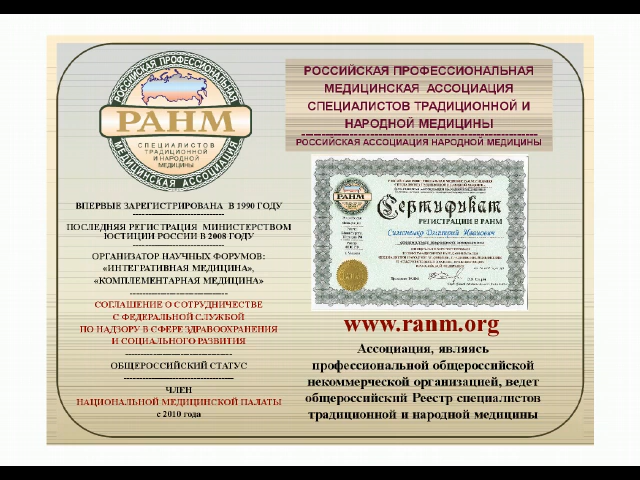 РОССИЙСКАЯ ПРОФЕССИОНАЛЬНАЯ
РАНМ
СПЕЦИАЛИСТОВ
ТРАДИЦИОННОЙ
И НАРОДНОЙ
МЕДИЦИНЫ
МЕДИЦИНСКАЯ АССОЦИАЦИЯ
ВПЕРВЫЕ ЗАРЕГИСТРИРОВАНА В 1990 ГОДУ
ПОСЛЕДНЯЯ РЕГИСТРАЦИЯ МИНИСТЕРСТВОМ
ЮСТИЦИИ РОССИИ В 2008 ГОДУ
ОРГАНИЗАТОР НАУЧНЫХ ФОРУМОВ:
«ИНТЕГРАТИВНАЯ МЕДИЦИНА»,
«КОМПЛЕМЕНТАРНАЯ МЕДИЦИНА»
СОГЛАШЕНИЕ О СОТРУДНИЧЕСТВЕ
С ФЕДЕРАЛЬНОЙ СЛУЖБОЙ
ПО НАДЗОРУ В СФЕРЕ ЗДРАВООХРАНЕНИЯ
И СОЦИАЛЬНОГО РАЗВИТИЯ
ОБЩЕРОССИЙСКИЙ СТАТУС
ЧЛЕН
НАЦИОНАЛЬНОЙ МЕДИЦИНСКОЙ ПАЛАТЫ
с 2010 года
РОССИЙСКАЯ ПРОФЕССИОНАЛЬНАЯ
МЕДИЦИНСКАЯ АССОЦИАЦИЯ
СПЕЦИАЛИСТОВ ТРАДИЦИОННОЙ И
НАРОДНОЙ МЕДИЦИНЫ
РОССИЙСКАЯ АССОЦИАЦИЯ НАРОДНОЙ МЕДИЦИНЫ
РАНМ
Сертификат
РЕГИСТРАЦИИ В РАНМ
www.ranm.org
Ассоциация, являясь
профессиональной общероссийской
некоммерческой организацией, ведет
общероссийский Реестр специалистов
традиционной и народной медицины